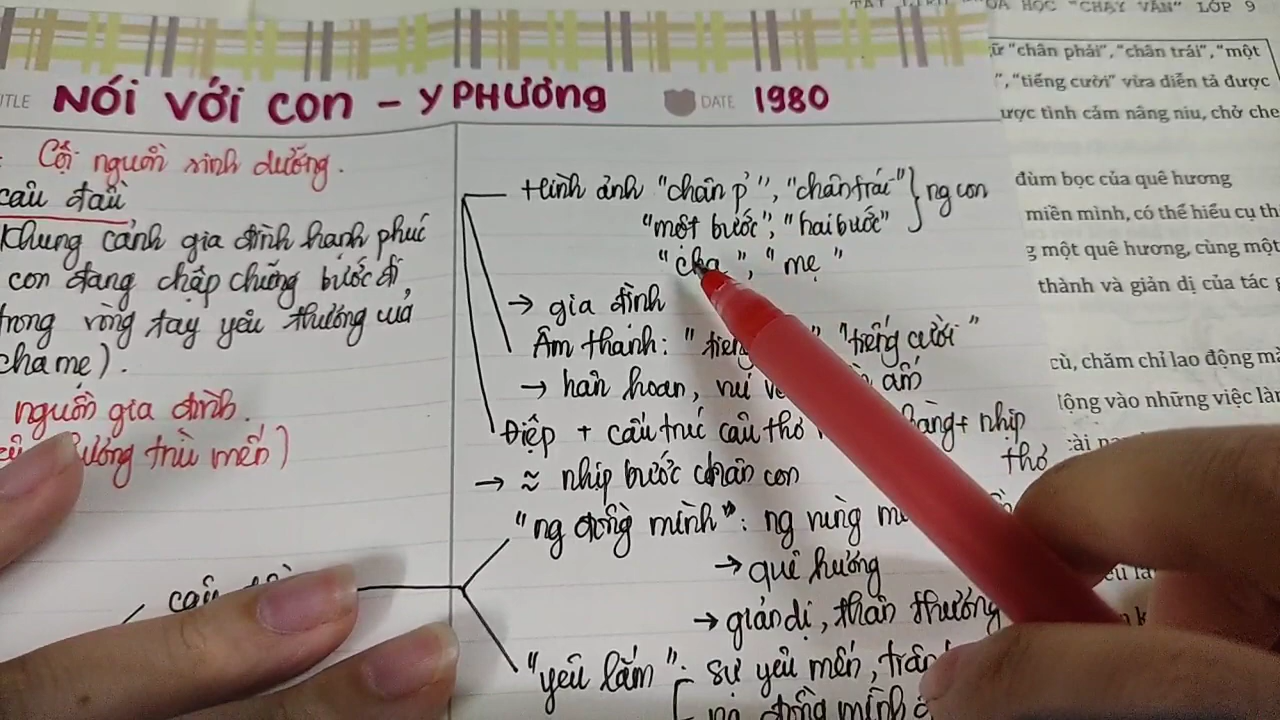 TITLE NÓI VỚI CON - Y PHƯƠNG DATE 1980
Cội nguồn sinh dưỡng.
câu đầu
Khung cảnh gia đình hạnh phúc
con đang chập chững bước đi,
trong vòng tay yêu thương của
cha mẹ).
nguồn gia đình.
thương trìu mến)
câu
Hình ảnh "chân p'", "chân trái" } ng con
"một bước", "hai bước"
"cha", "mẹ"
→ gia đình
Âm thanh: "tiếng "tiếng cười"
→ hân hoan, vui ấm
Điệp + cấu trúc câu thơ hàng + nhịp
thơ
→ ≈ nhịp bước chân con
"ng đồng mình": ng vùng
→ quê hương
→ giản dị, thân thương
"yêu lắm": sự yêu mến, trân
ng đồng mình
HỌC "CHẠY VĂN" LỚP 9
"chân phải", "chân trái", "một
", "tiếng cười" vừa diễn tả được
được tình cảm nâng niu, chở che
đùm bọc của quê hương
miền mình, có thể hiểu cụ th
g một quê hương, cùng một
thành và giản dị của tác g
cù, chăm chỉ lao động mà
động vào những việc làm